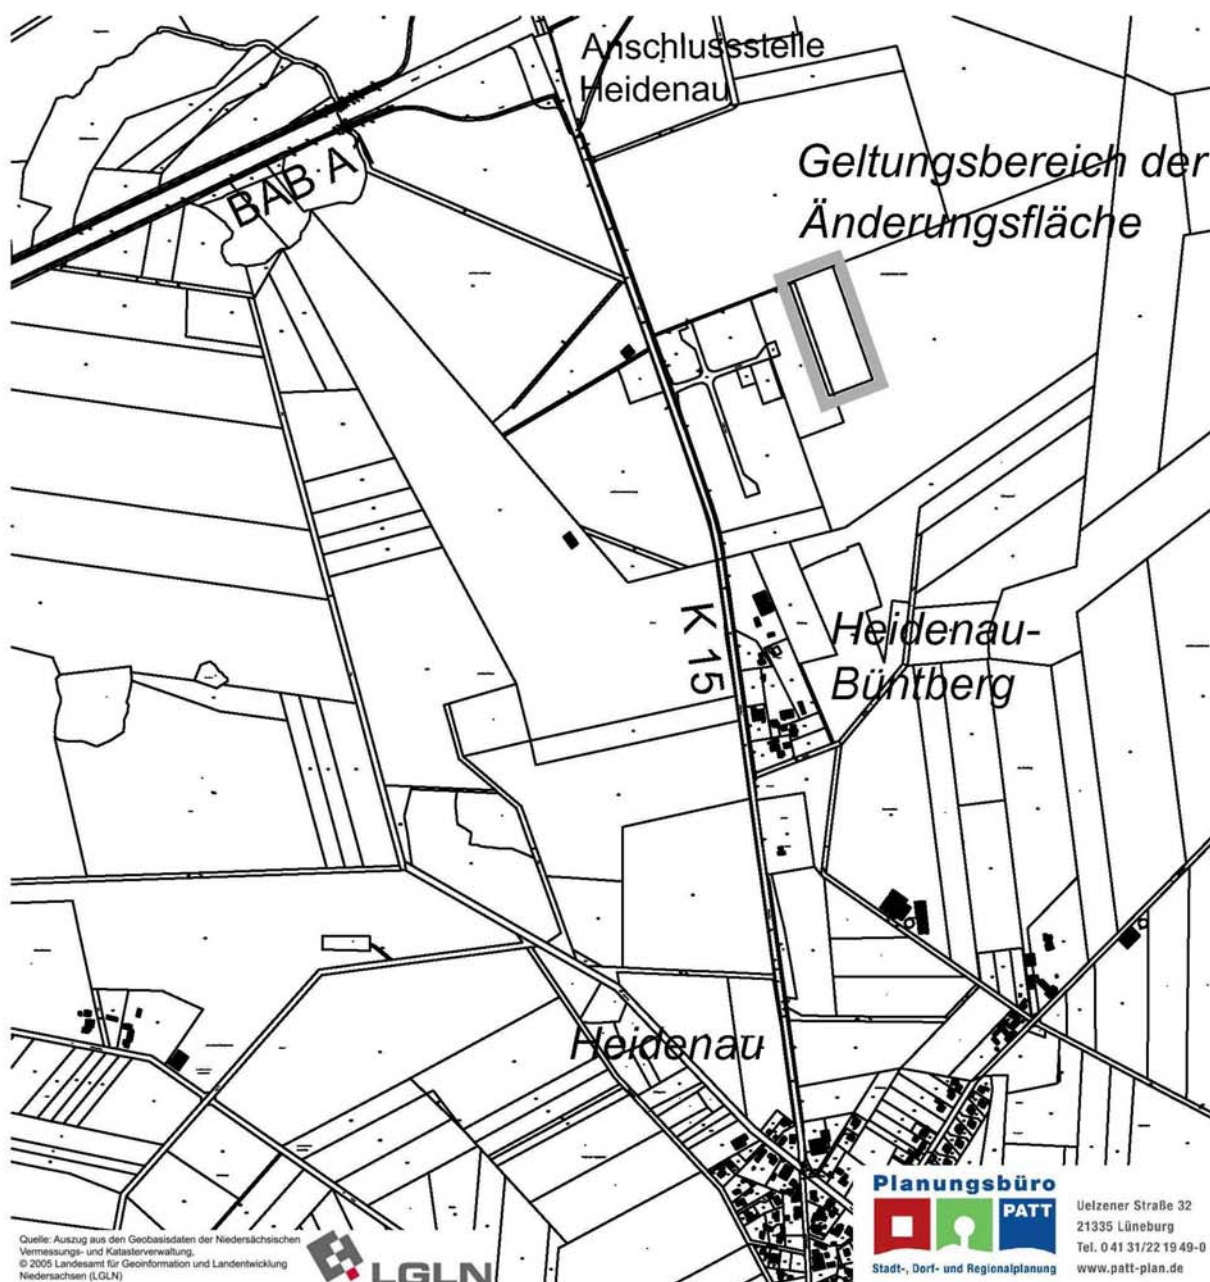 Anschlussstelle
Heidenau
Geltungsbereich der
Änderungsfläche
BAB A
K 15
Heidenau-
Büntberg
Heidenau
Quelle: Auszug aus den Geobasisdaten der Niedersächsischen
Vermessungs- und Katasterverwaltung,
© 2005 Landesamt für Geoinformation und Landentwicklung
Niedersachsen (LGLN)
LGLN
Planungsbüro
PATT
Stadt-, Dorf- und Regionalplanung
Uelzener Straße 32
21335 Lüneburg
Tel. 0 41 31/22 19 49-0
www.patt-plan.de